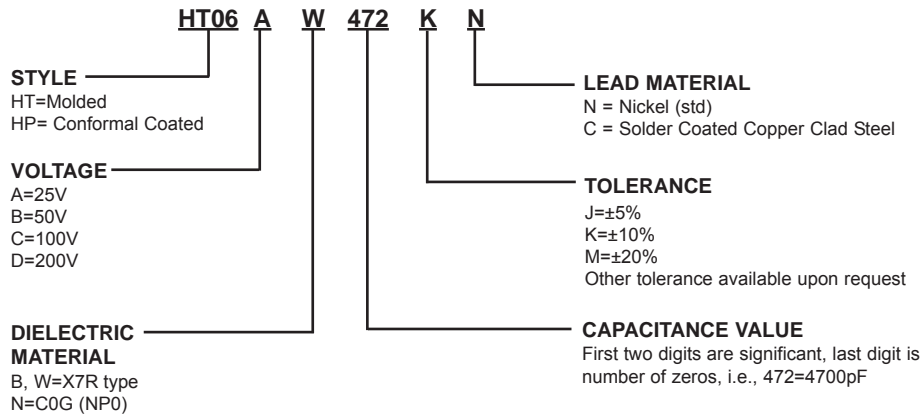 HT06 A W 472 K N
STYLE
HT=Molded
HP= Conformal Coated
VOLTAGE
A=25V
B=50V
C=100V
D=200V
DIELECTRIC
MATERIAL
B, W=X7R type
N=C0G (NP0)
LEAD MATERIAL
N = Nickel (std)
C = Solder Coated Copper Clad Steel
TOLERANCE
J=±5%
K=±10%
M=±20%
Other tolerance available upon request
CAPACITANCE VALUE
First two digits are significant, last digit is
number of zeros, i.e., 472=4700pF